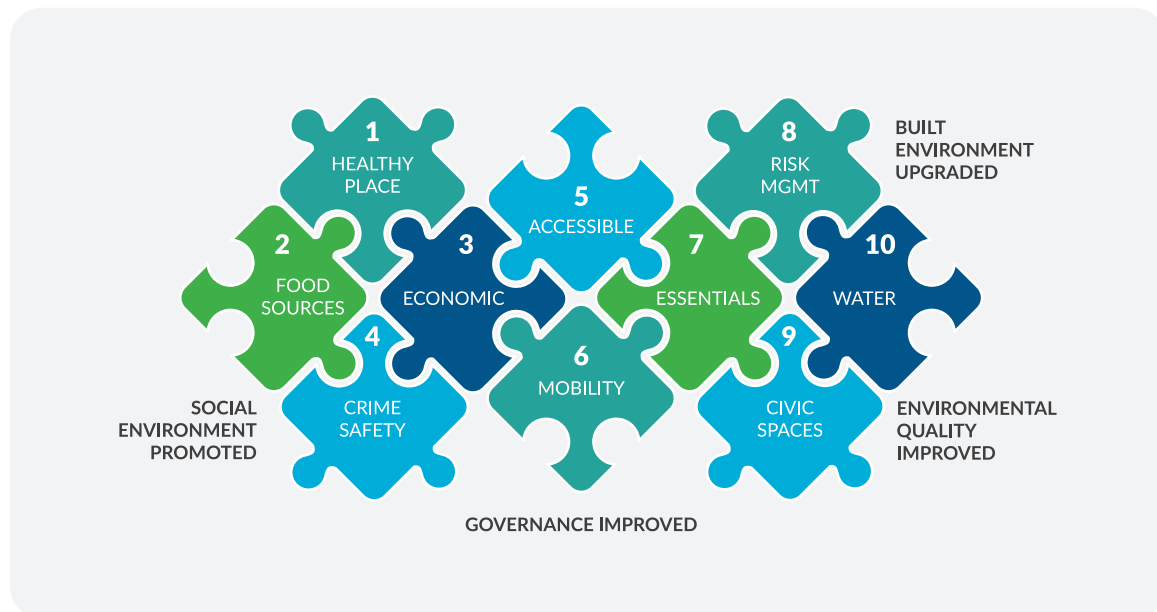 1
HEALTHY
PLACE
2
FOOD
SOURCES
3
ECONOMIC
4
CRIME
SAFETY
5
ACCESSIBLE
6
MOBILITY
7
ESSENTIALS
8
RISK
MGMT
9
CIVIC
SPACES
10
WATER
BUILT
ENVIRONMENT
UPGRADED
SOCIAL
ENVIRONMENT
PROMOTED
ENVIRONMENTAL
QUALITY
IMPROVED
GOVERNANCE IMPROVED